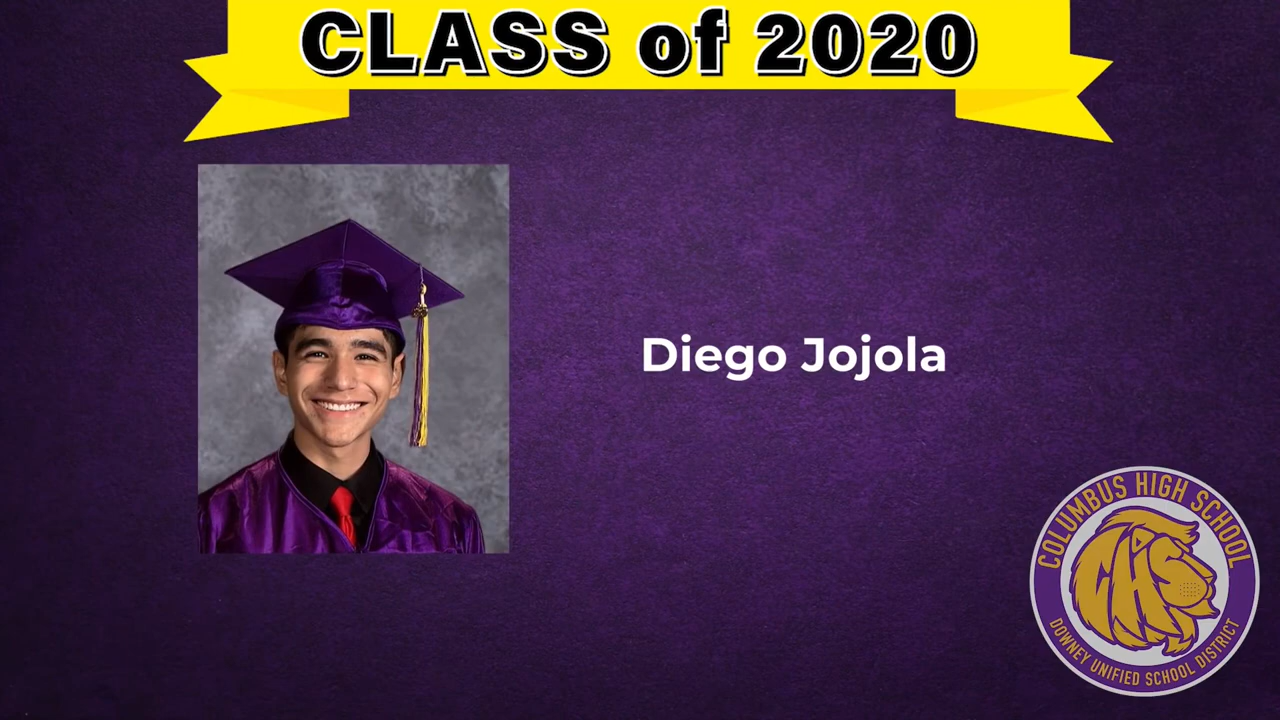 CLASS of 2020
Diego Jojola
COLUMBUS HIGH SCHOOL
CHS
DOWNEY UNIFIED SCHOOL DISTRICT